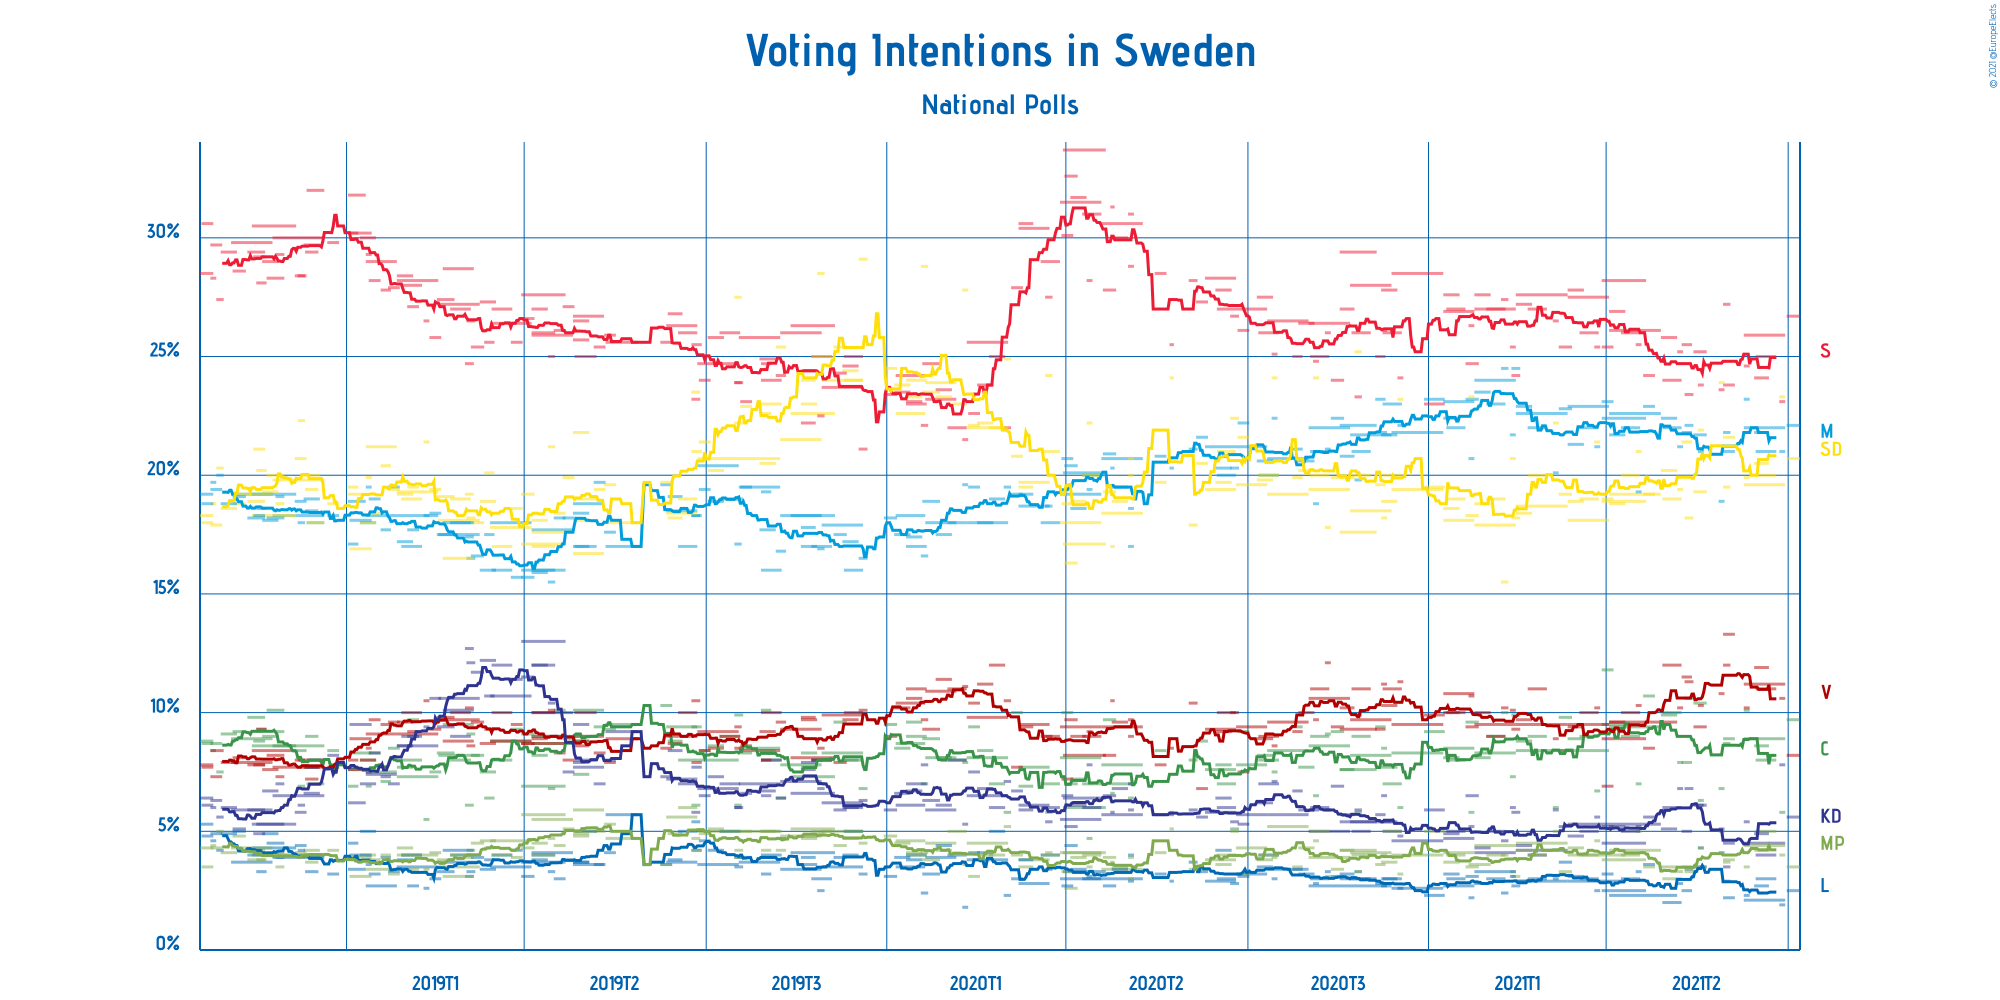 Voting Intentions in Sweden
National Polls
© 2021 @EuropeElects
30%
25%
20%
15%
10%
5%
0%
S
M
SD
V
C
KD
MP
L
2019T1
2019T2
2019T3
2020T1
2020T2
2020T3
2021T1
2021T2